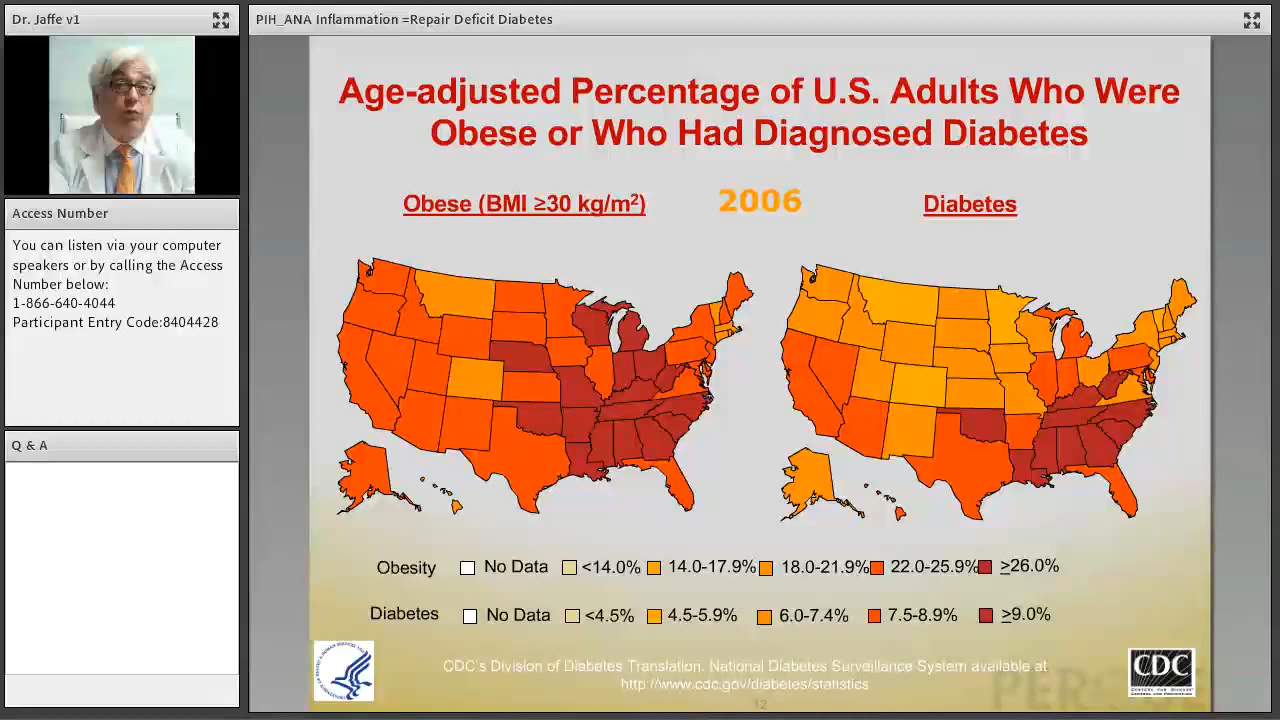 Dr. Jaffe v1
PIH_ANA Inflammation =Repair Deficit Diabetes
Access Number
You can listen via your computer
speakers or by calling the Access
Number below:
1-866-640-4044
Participant Entry Code:8404428
Q & A
Age-adjusted Percentage of U.S. Adults Who Were
Obese or Who Had Diagnosed Diabetes
Obese (BMI ≥30 kg/m²)
2006
Diabetes
Obesity No Data <14.0% 14.0-17.9% 18.0-21.9% 22.0-25.9% ≥26.0%
Diabetes No Data <4.5% 4.5-5.9% 6.0-7.4% 7.5-8.9% ≥9.0%
CDC's Division of Diabetes Translation. National Diabetes Surveillance System available at
http://www.cdc.gov/diabetes/statistics
CDC
12